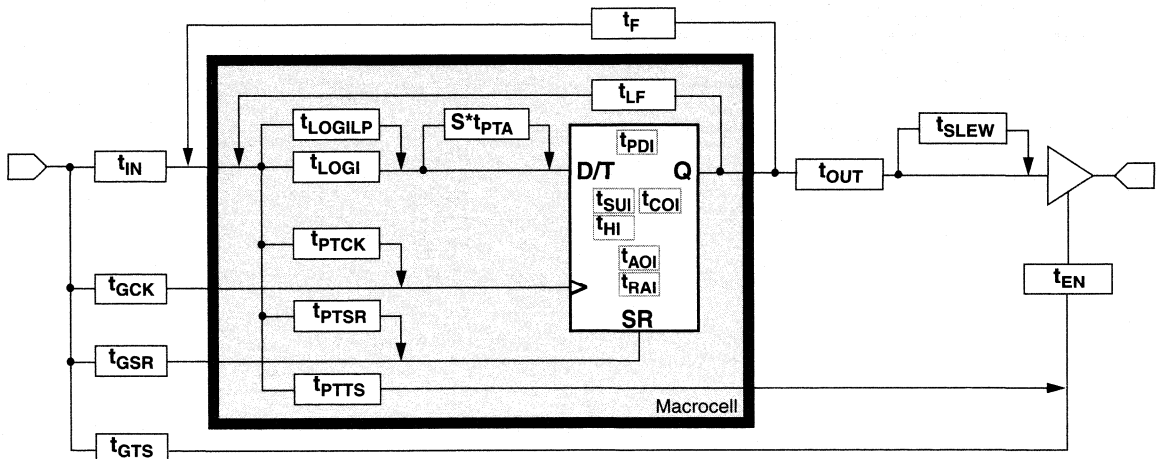 tF
tLF
tLOGILP
S*tPTA
tSLEW
tPDI
tIN
tLOGI
D/T
Q
tOUT
tSUI
tCOI
tHI
tPTCK
tAOI
tGCK
tRAI
tEN
tPTSR
SR
tGSR
tPTTS
Macrocell
tGTS